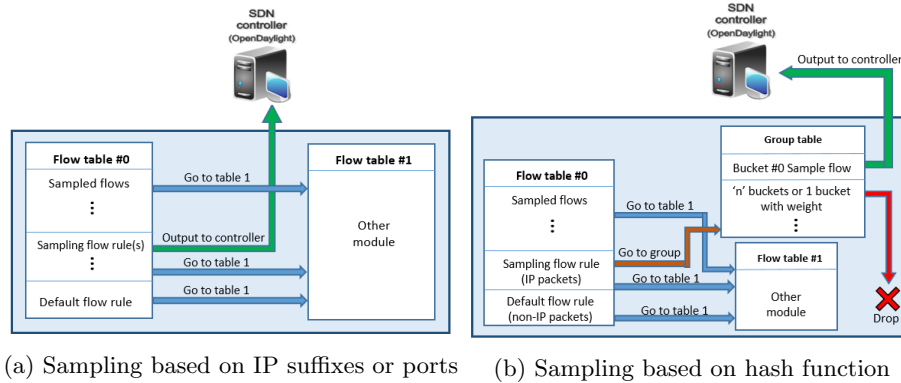 SDN
controller
(OpenDaylight)
Flow table #0
Sampled flows
⋮
Sampling flow rule(s)
⋮
Default flow rule
Go to table 1
Output to controller
Go to table 1
Go to table 1
Flow table #1
Other
module
(a) Sampling based on IP suffixes or ports
SDN
controller
(OpenDaylight)
Output to controller
Group table
Bucket #0 Sample flow
‘n’ buckets or 1 bucket
with weight
⋮
Flow table #0
Sampled flows
⋮
Sampling flow rule
(IP packets)
Default flow rule
(non-IP packets)
Go to table 1
Go to group
Go to table 1
Go to table 1
Flow table #1
Other
module
Drop
(b) Sampling based on hash function